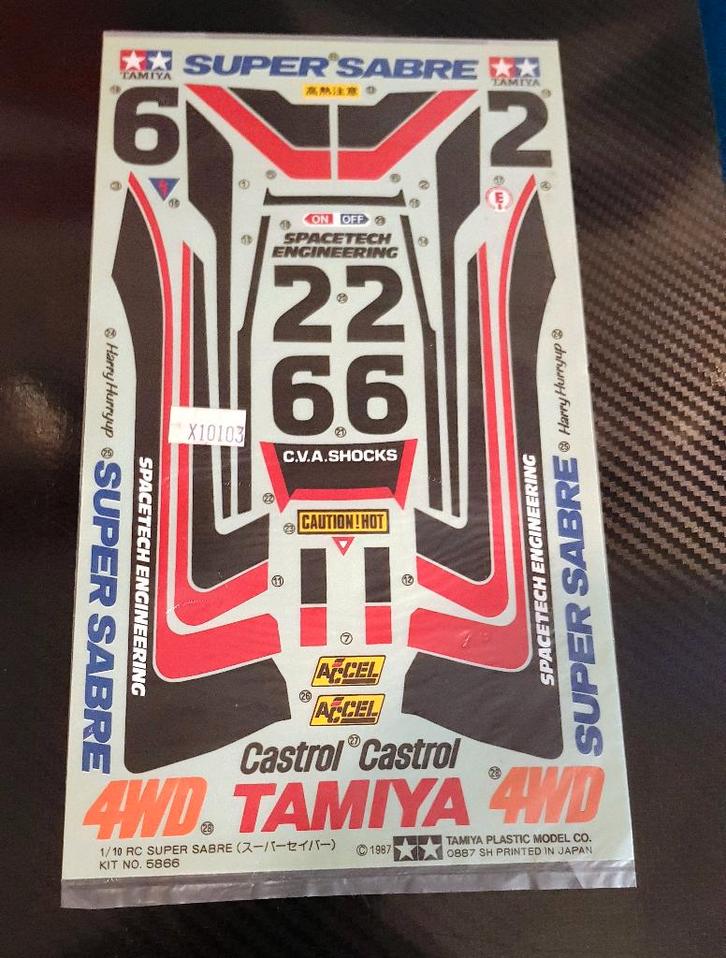 TAMIYA
SUPER SABRE
TAMIYA
高熱注意
6
2
ON OFF
SPACETECH
ENGINEERING
22
66
Harry Hurryup
Harry Hurryup
X10103
C.V.A.SHOCKS
SUPER SABRE
SPACETECH ENGINEERING
SPACETECH ENGINEERING
SUPER SABRE
CAUTION!HOT
ACCEL
ACCEL
Castrol Castrol
4WD TAMIYA 4WD
1/10 RC SUPER SABRE (スーパーセイバー)
KIT NO. 5866
©1987
TAMIYA PLASTIC MODEL CO.
0887 SH PRINTED IN JAPAN